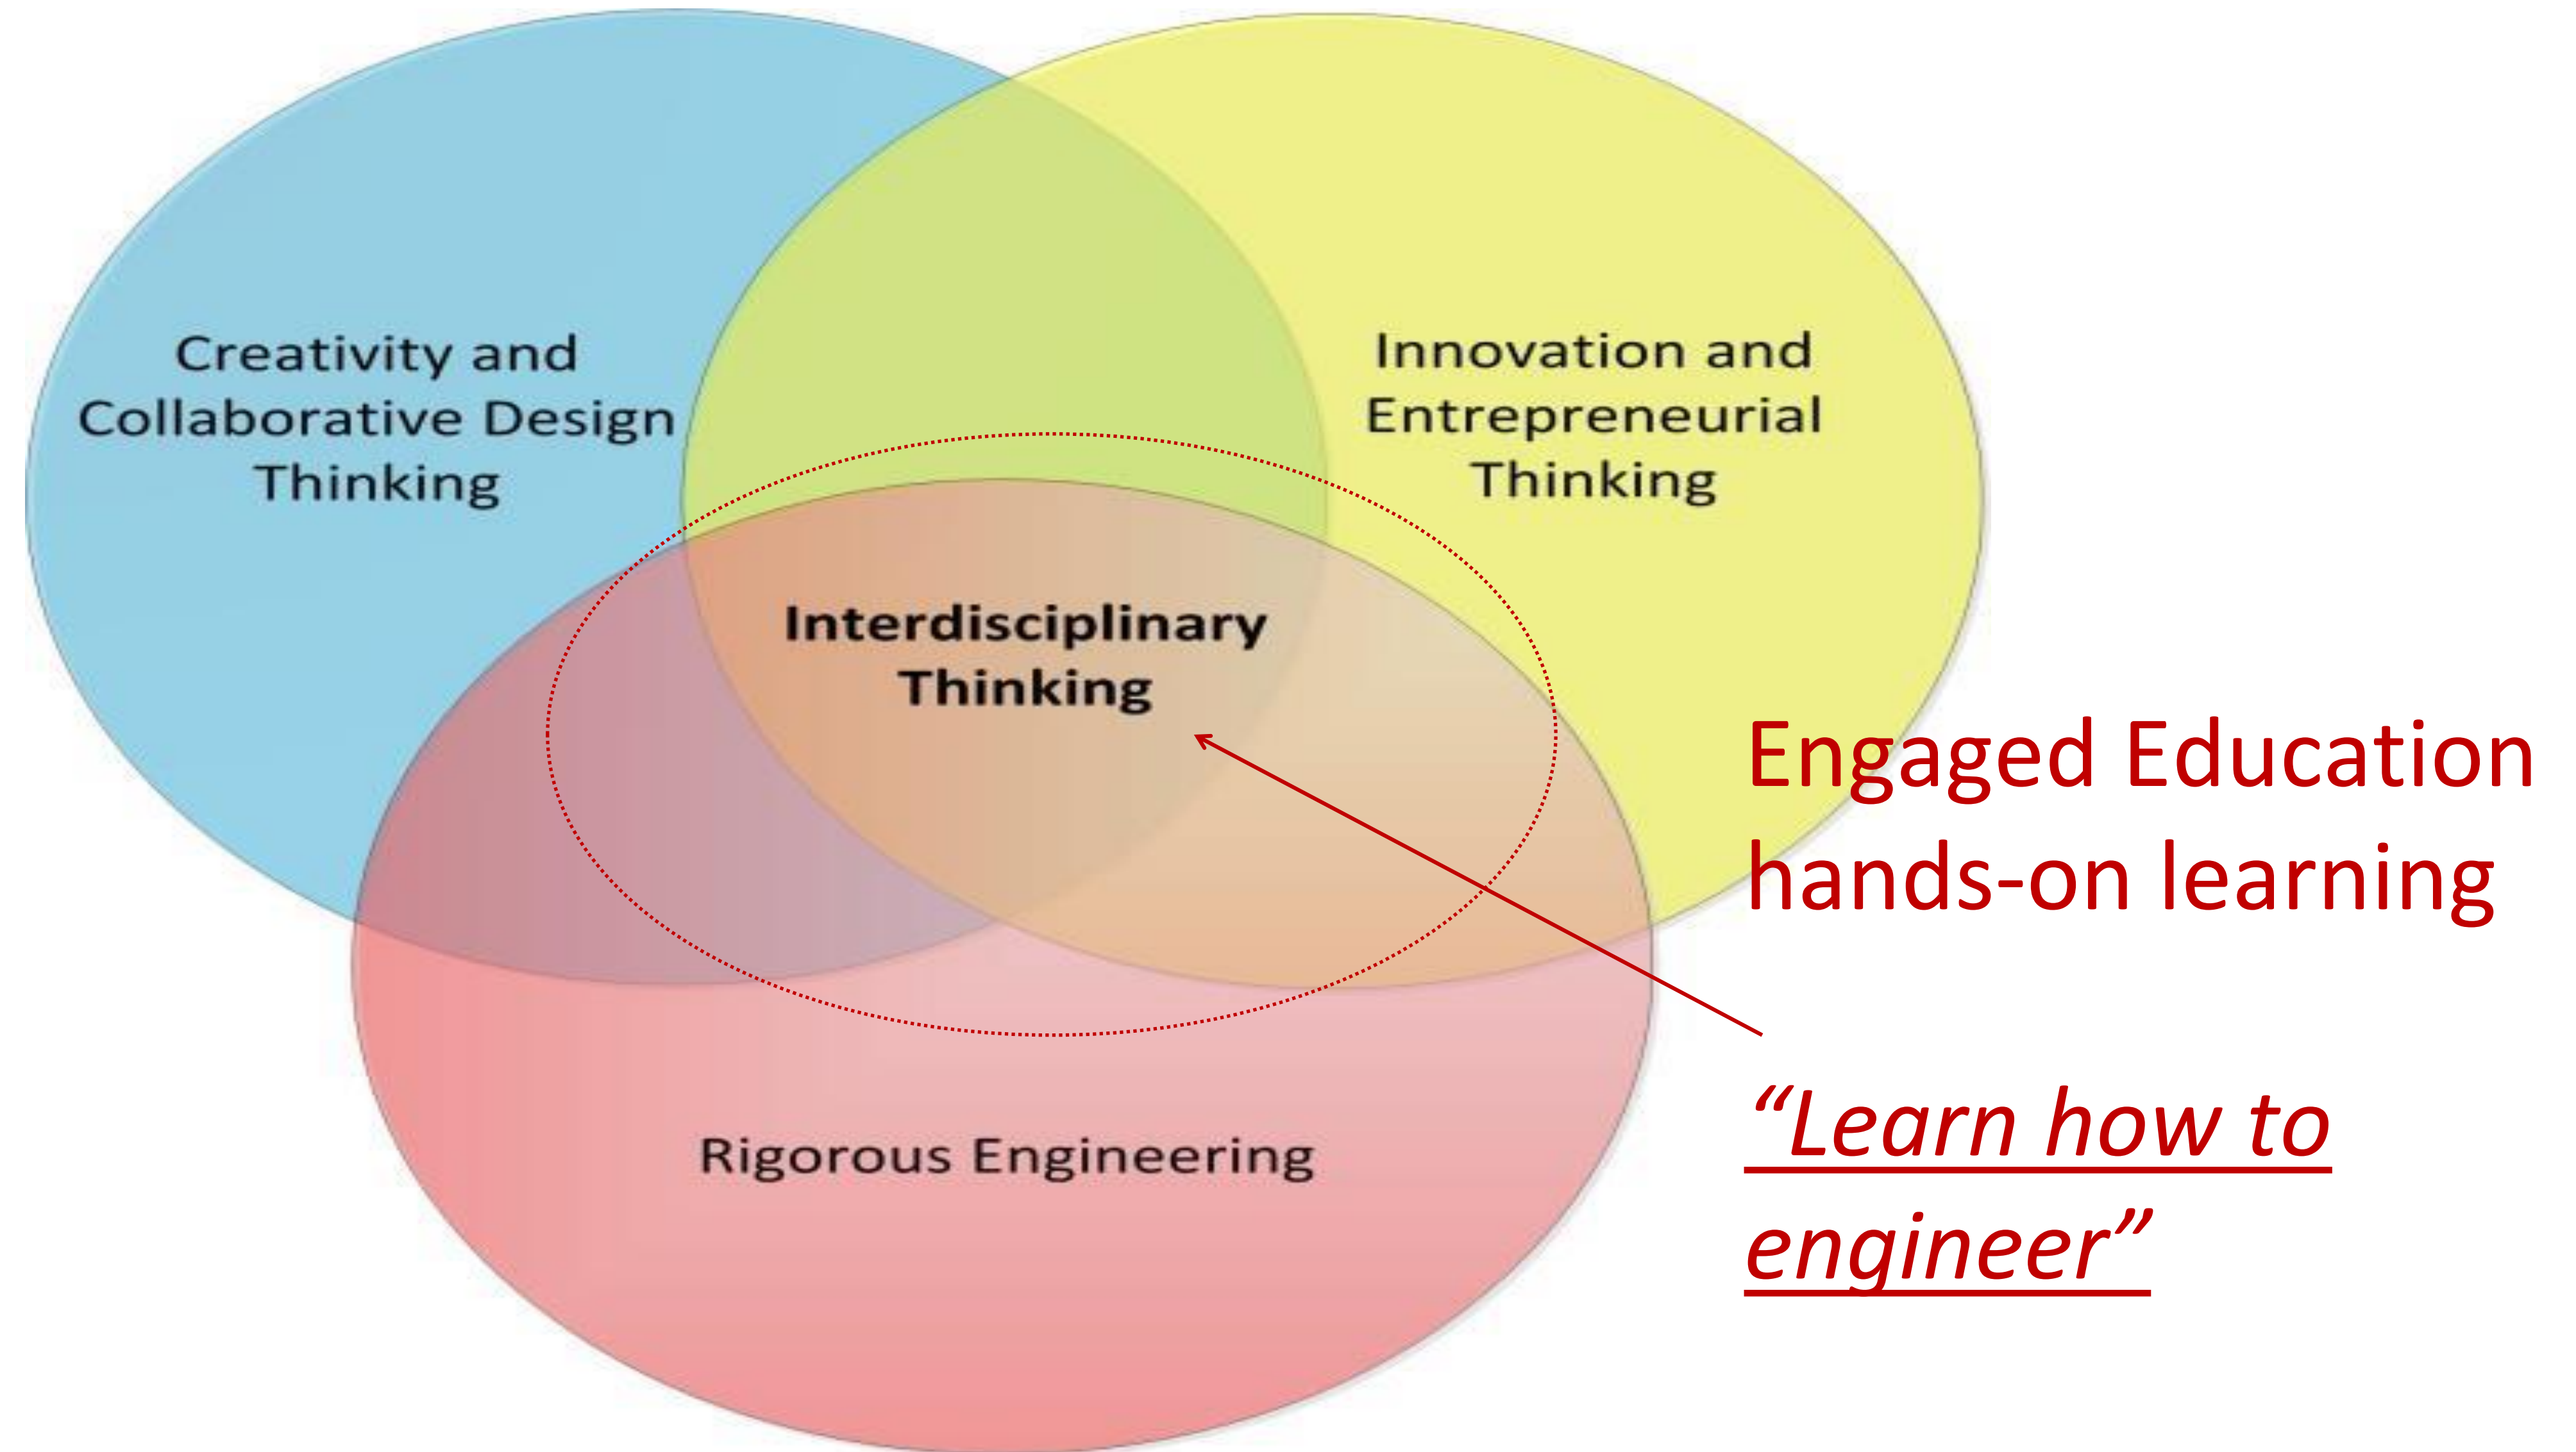 Creativity and
Collaborative Design
Thinking
Innovation and
Entrepreneurial
Thinking
Interdisciplinary
Thinking
Engaged Education
hands-on learning
Rigorous Engineering
“Learn how to
engineer”